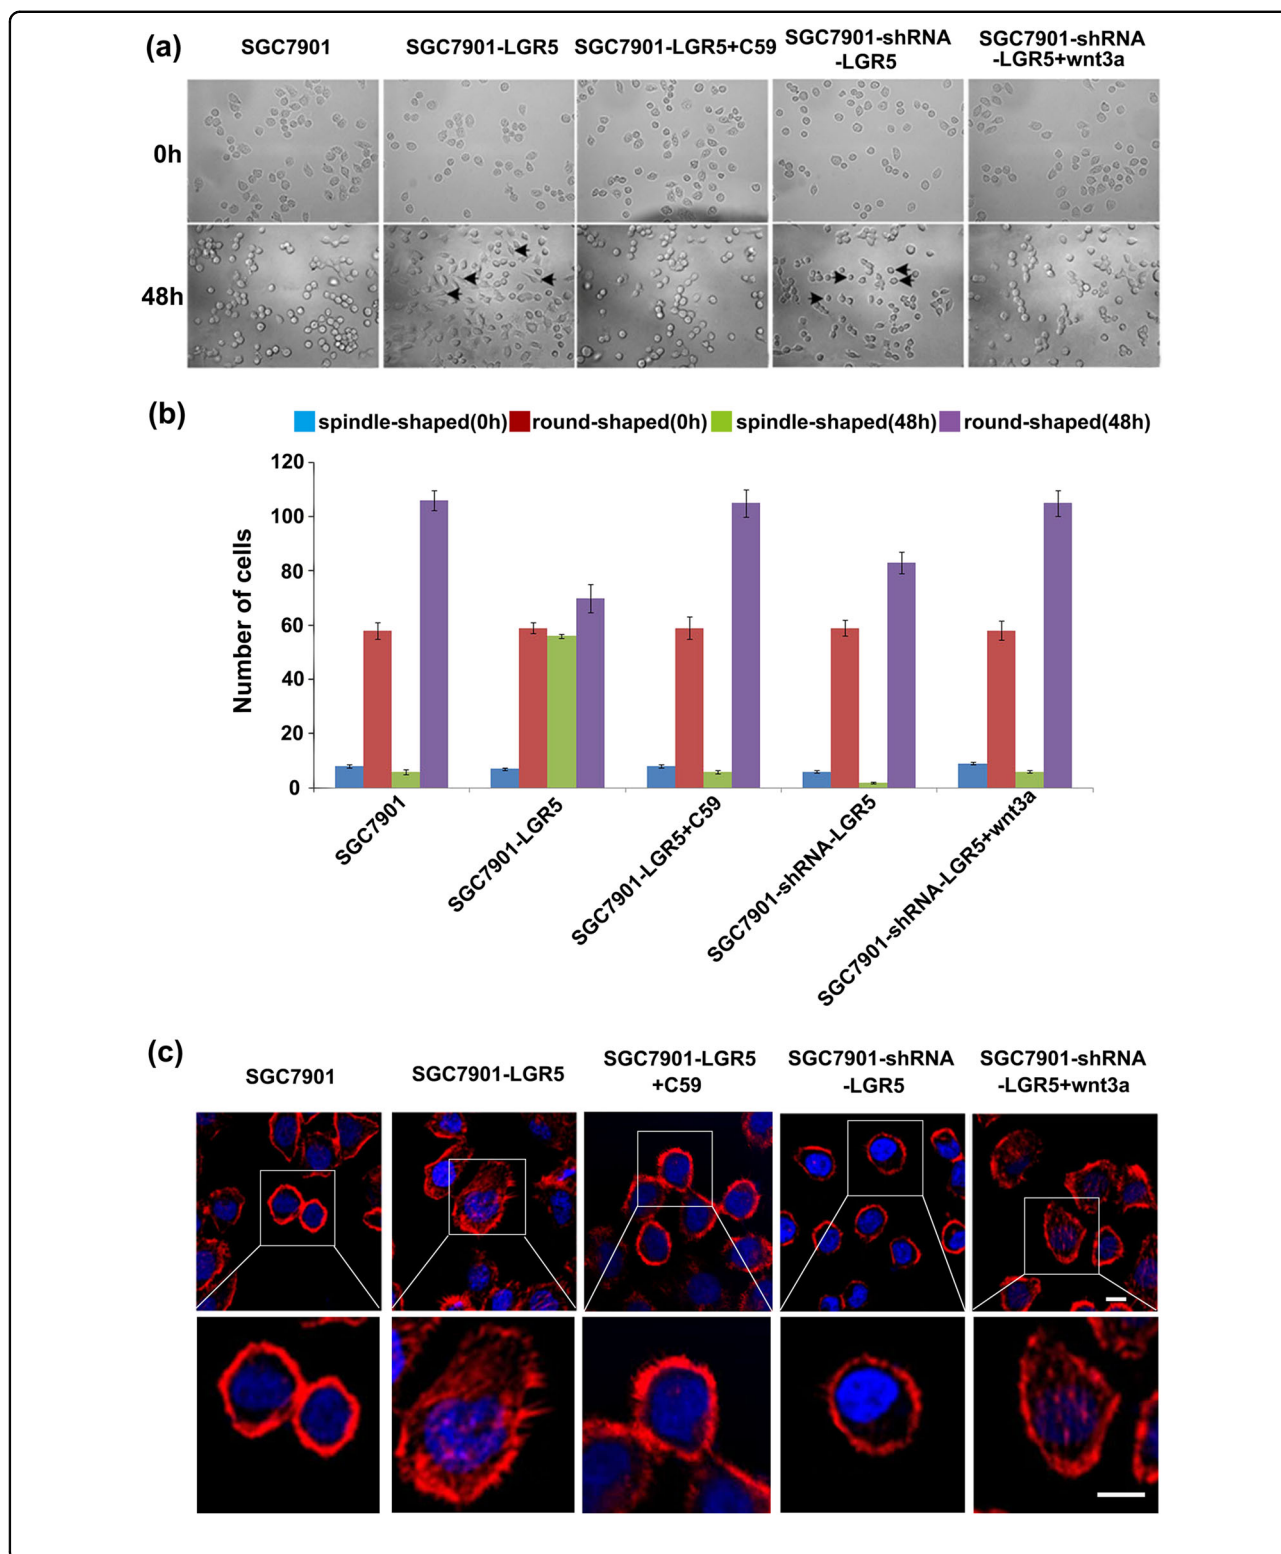 (a)
SGC7901
SGC7901-LGR5
SGC7901-LGR5+C59
SGC7901-shRNA
-LGR5
SGC7901-shRNA
-LGR5+wnt3a
0h
48h
(b)
spindle-shaped(0h)
round-shaped(0h)
spindle-shaped(48h)
round-shaped(48h)
Number of cells
120
100
80
60
40
20
0
SGC7901
SGC7901-LGR5
SGC7901-LGR5+C59
SGC7901-shRNA-LGR5
SGC7901-shRNA-LGR5+wnt3a
(c)
SGC7901
SGC7901-LGR5
SGC7901-LGR5
+C59
SGC7901-shRNA
-LGR5
SGC7901-shRNA
-LGR5+wnt3a